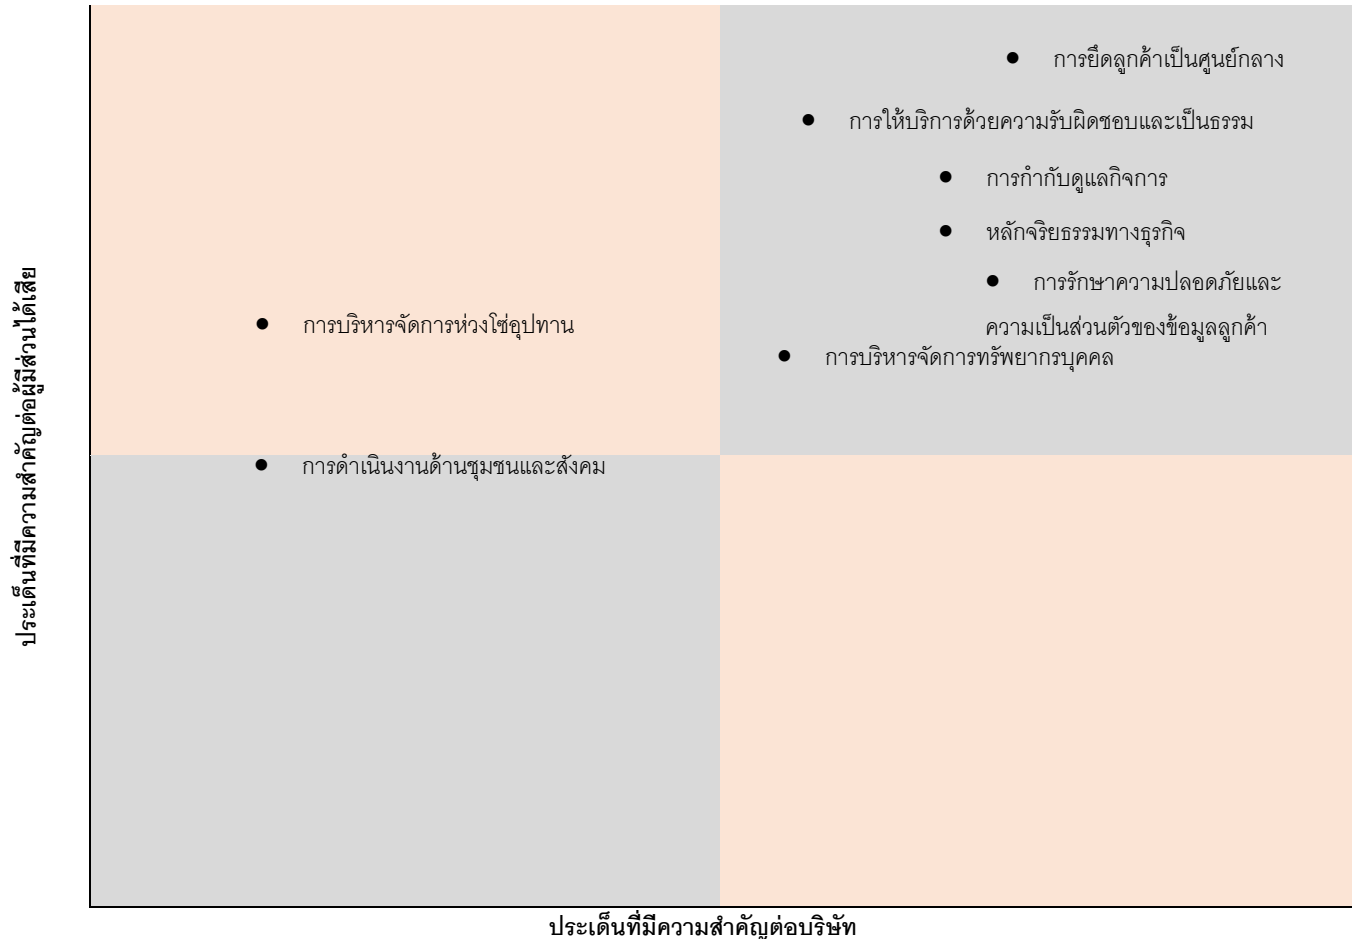 ประเด็นที่มีความสำคัญต่อผู้มีส่วนได้เสีย
● การยึดลูกค้าเป็นศูนย์กลาง
● การให้บริการด้วยความรับผิดชอบและเป็นธรรม
● การกำกับดูแลกิจการ
● หลักจริยธรรมทางธุรกิจ
● การรักษาความปลอดภัยและ
ความเป็นส่วนตัวของข้อมูลลูกค้า
● การบริหารจัดการห่วงโซ่อุปทาน
● การบริหารจัดการทรัพยากรบุคคล
● การดำเนินงานด้านชุมชนและสังคม
ประเด็นที่มีความสำคัญต่อบริษัท